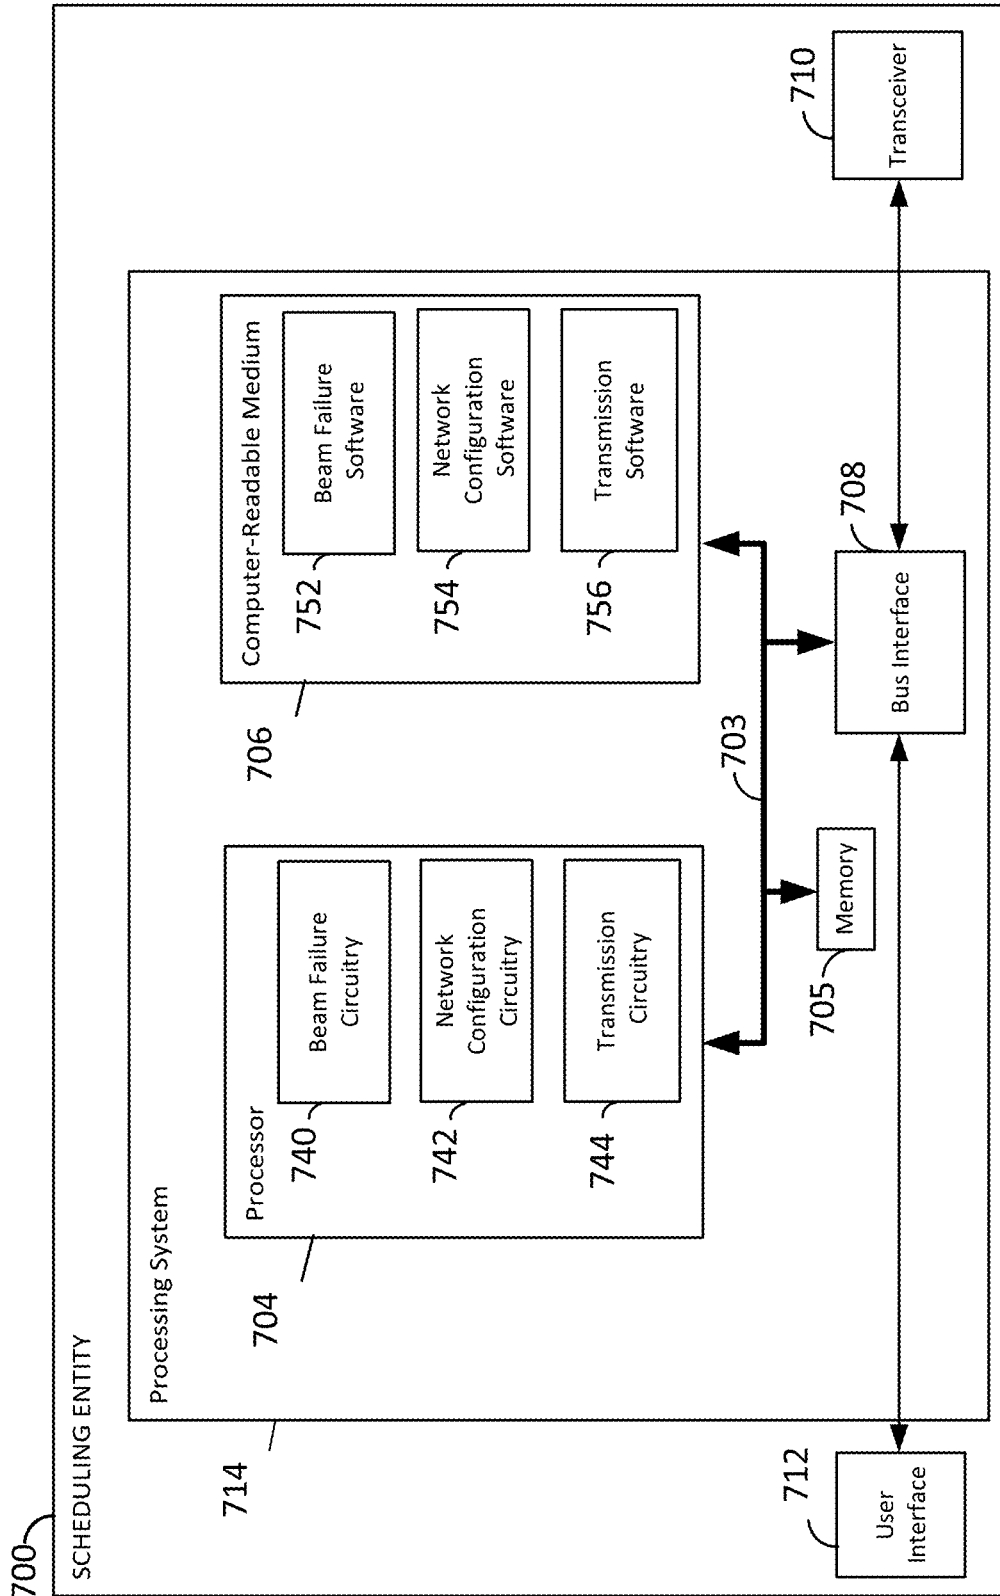 700
SCHEDULING ENTITY
714
Processing System
704
Processor
740
Beam Failure
Circuitry
742
Network
Configuration
Circuitry
744
Transmission
Circuitry
706
Computer-Readable Medium
752
Beam Failure
Software
754
Network
Configuration
Software
756
Transmission
Software
703
705
Memory
708
Bus Interface
712
User
Interface
710
Transceiver